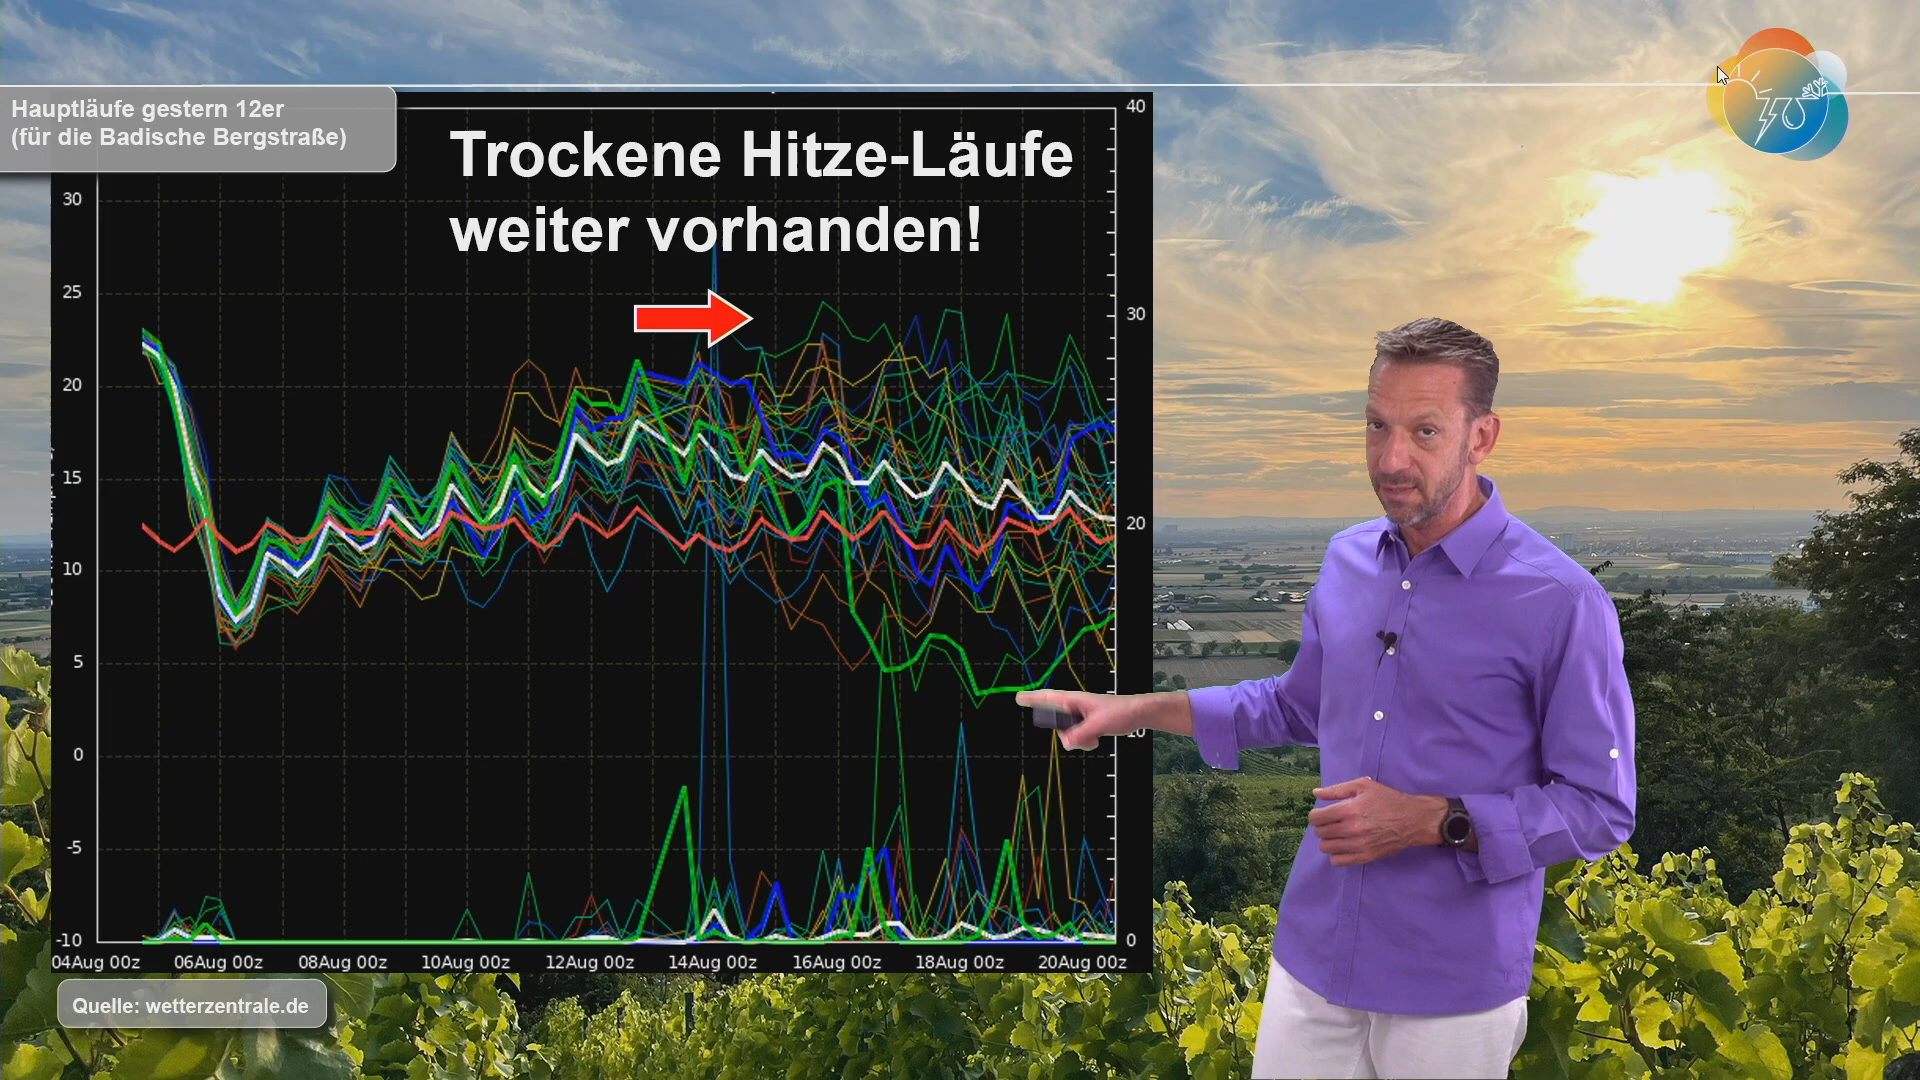 Hauptläufe gestern 12er
(für die Badische Bergstraße)
Trockene Hitze-Läufe
weiter vorhanden!
40
30
30
25
20
20
15
10
5
0
-5
-10
0
04Aug 00z 06Aug 00z 08Aug 00z 10Aug 00z 12Aug 00z 14Aug 00z 16Aug 00z 18Aug 00z 20Aug 00z
Quelle: wetterzentrale.de